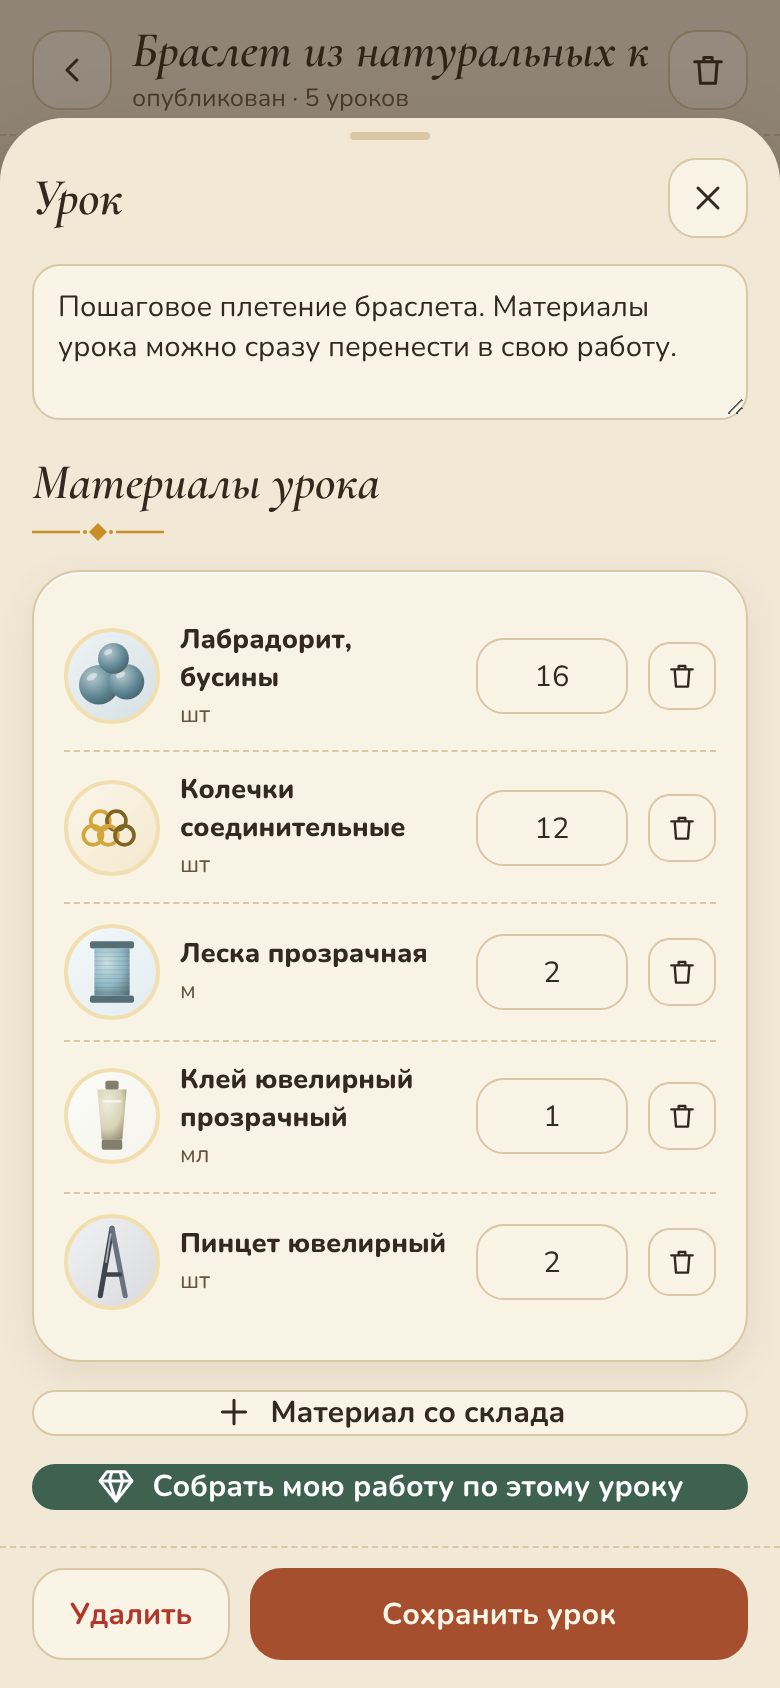 Браслет из натуральных к
опубликован · 5 уроков
Урок
Пошаговое плетение браслета. Материалы
урока можно сразу перенести в свою работу.
Материалы урока
Лабрадорит,
бусины
шт
16
Колечки
соединительные
шт
12
Леска прозрачная
м
2
Клей ювелирный
прозрачный
мл
1
Пинцет ювелирный
шт
2
Материал со склада
Собрать мою работу по этому уроку
Удалить
Сохранить урок